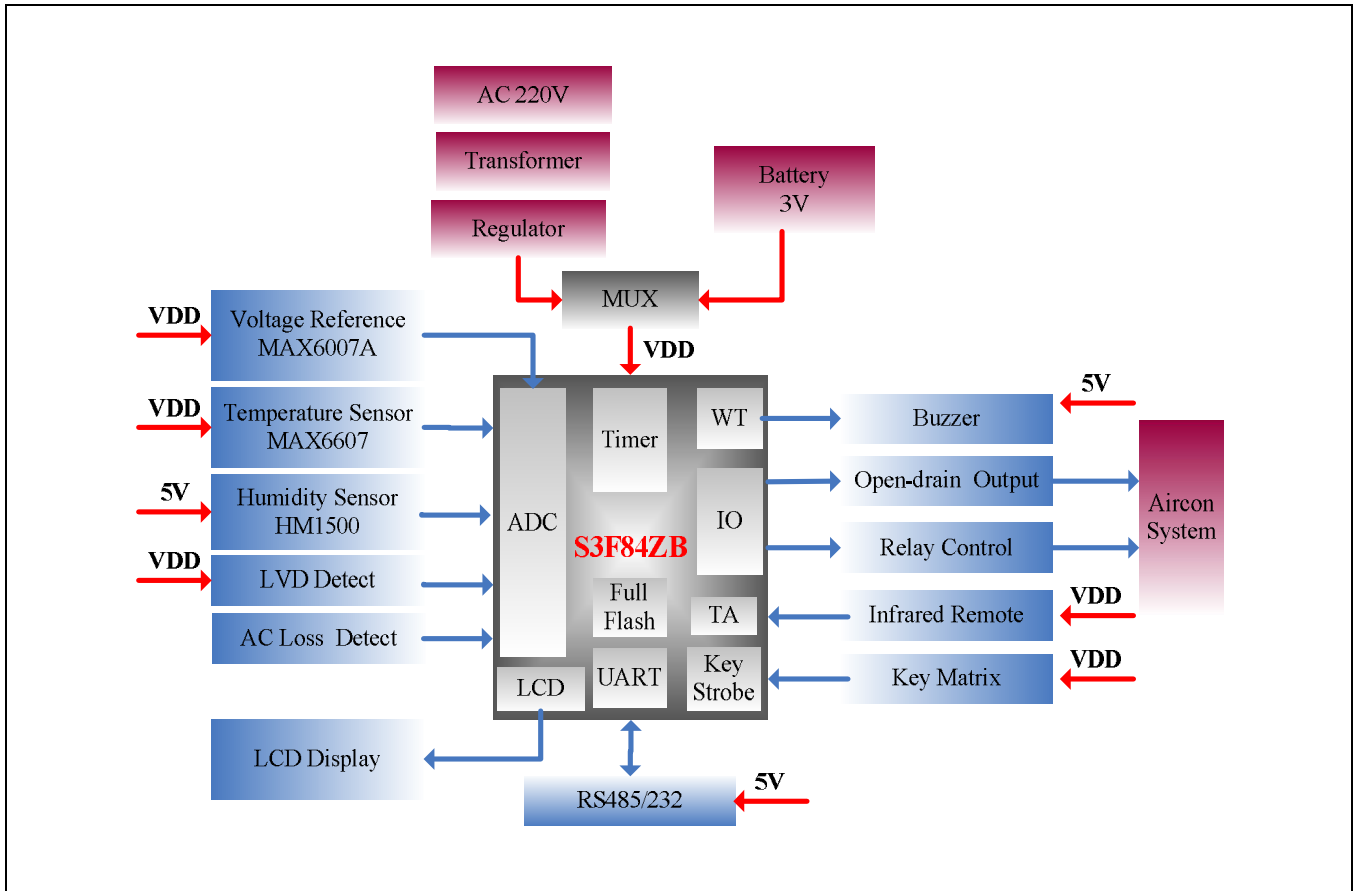 AC 220V
Transformer
Regulator
Battery
3V
MUX
VDD
VDD
Voltage Reference
MAX6007A
VDD
Temperature Sensor
MAX6607
5V
Humidity Sensor
HM1500
VDD
LVD Detect
AC Loss Detect
LCD Display
ADC
Timer
WT
IO
S3F84ZB
Full
Flash
TA
LCD
UART
Key
Strobe
RS485/232
5V
5V
Buzzer
Open-drain Output
Relay Control
Aircon
System
VDD
Infrared Remote
VDD
Key Matrix